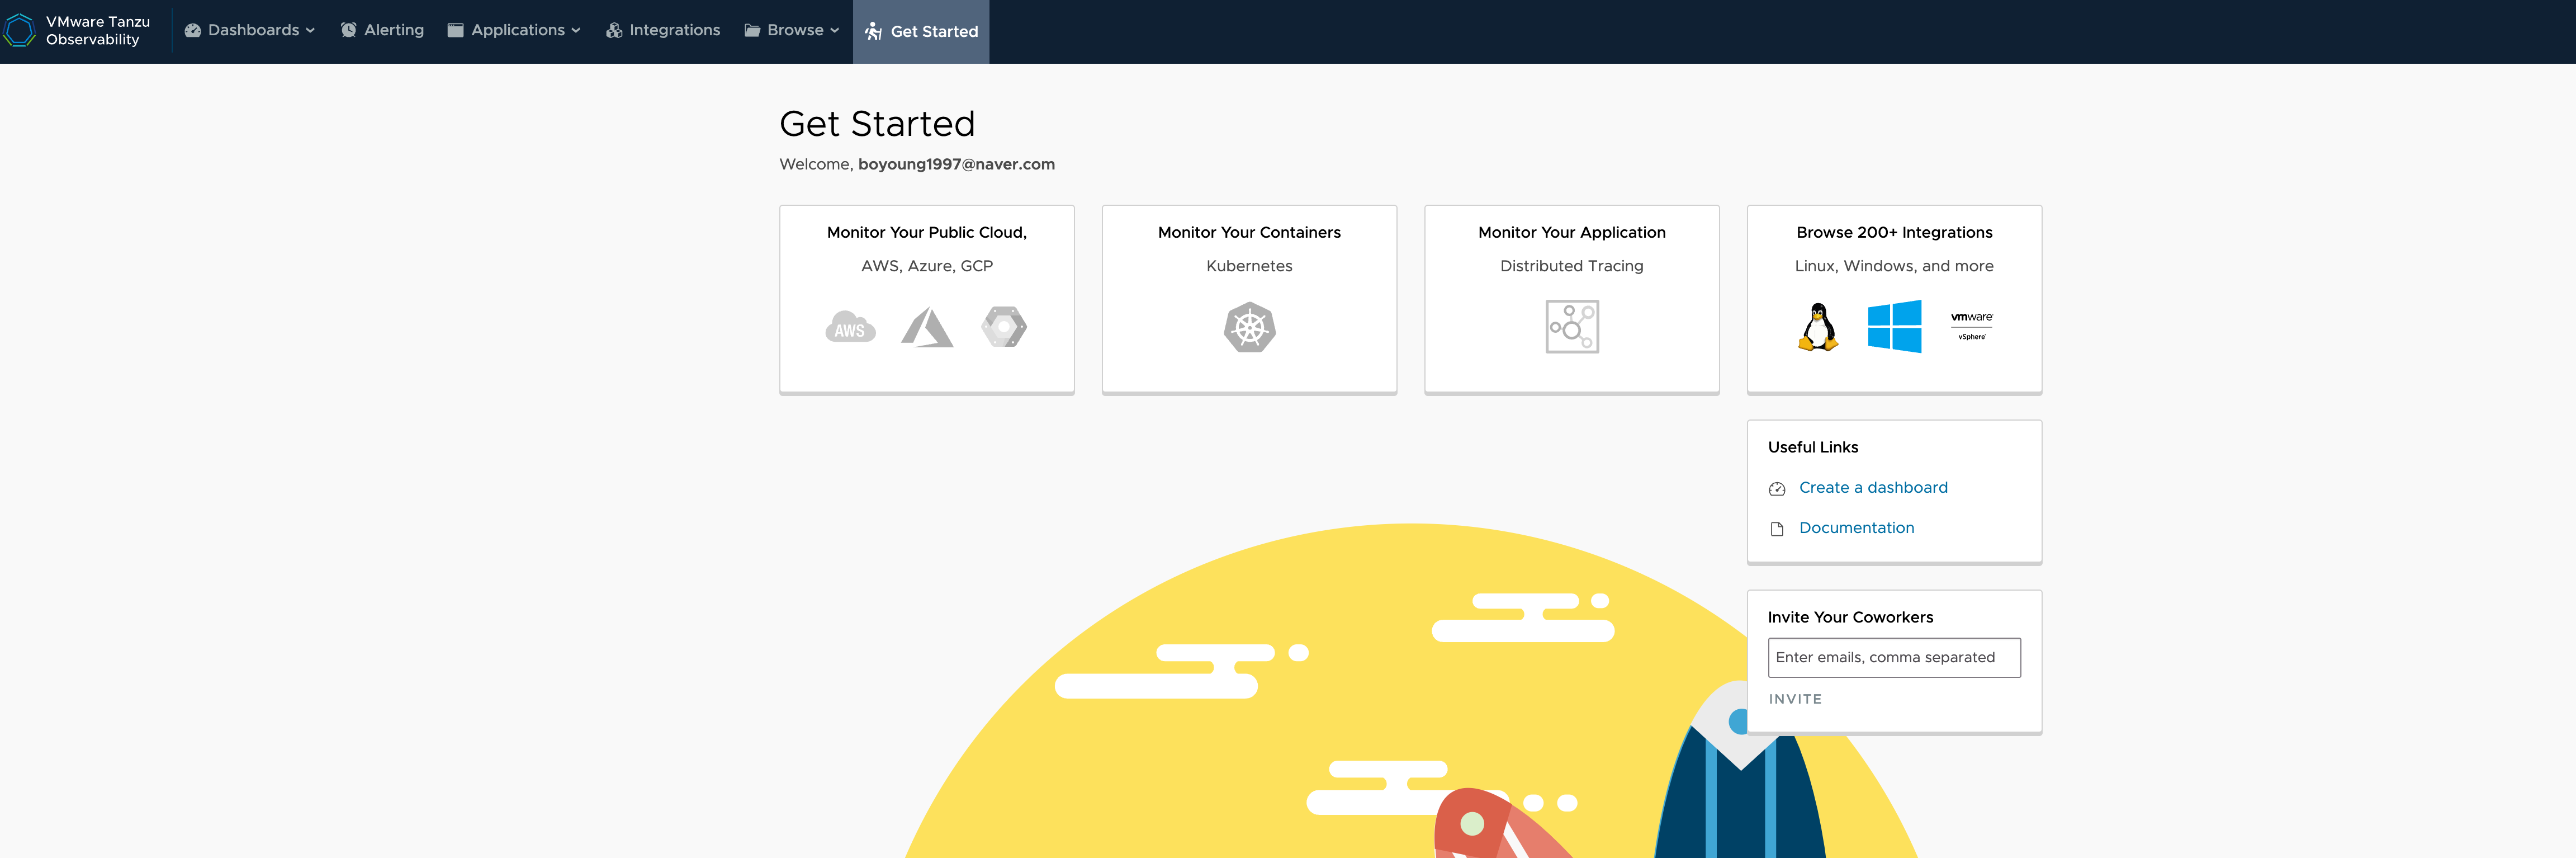 VMware Tanzu
Observability
Dashboards
Alerting
Applications
Integrations
Browse
Get Started
Get Started
Welcome, boyoung1997@naver.com
Monitor Your Public Cloud,
AWS, Azure, GCP
AWS
Monitor Your Containers
Kubernetes
Monitor Your Application
Distributed Tracing
Browse 200+ Integrations
Linux, Windows, and more
vmware
vSphere
Useful Links
Create a dashboard
Documentation
Invite Your Coworkers
Enter emails, comma separated
INVITE